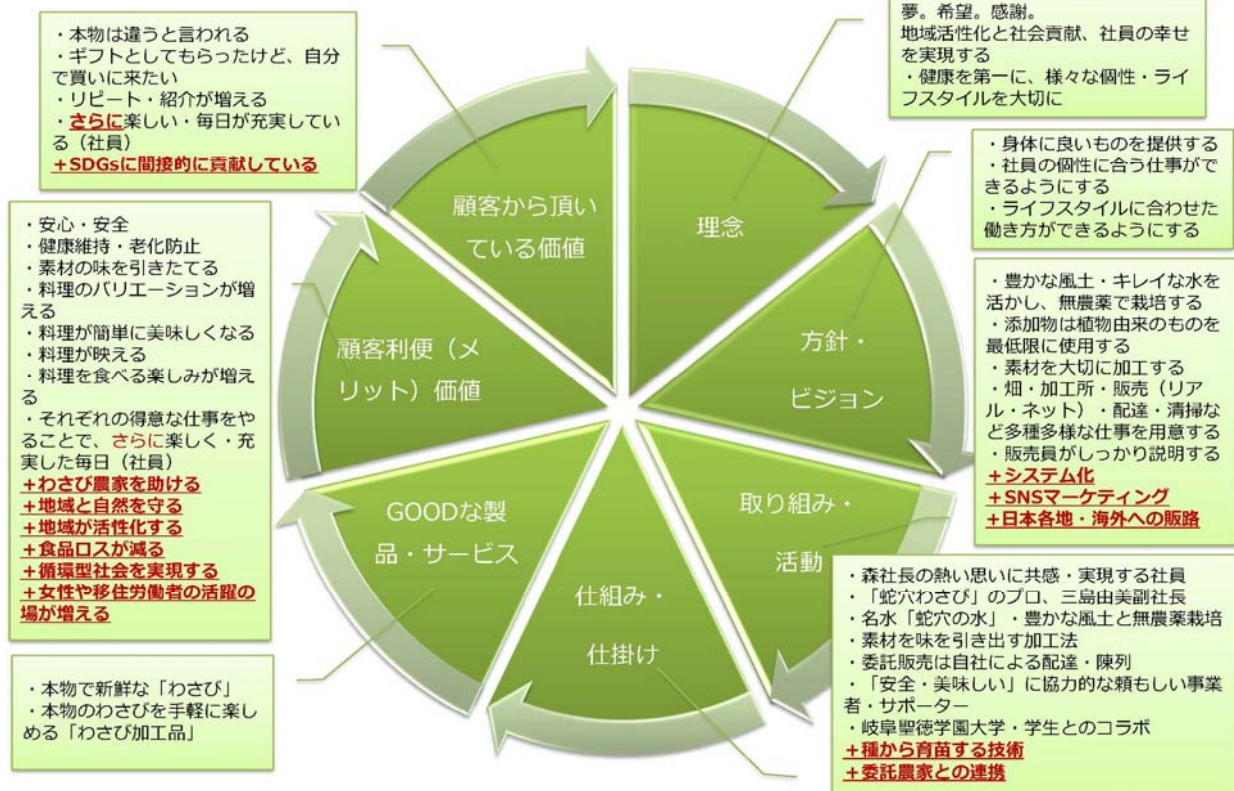 夢。希望。感謝。
地域活性化と社会貢献、社員の幸せ
を実現する
・健康を第一に、様々な個性・ライ
フスタイルを大切に
理念
・身体に良いものを提供する
・社員の個性に合う仕事がで
きるようにする
・ライフスタイルに合わせた
働き方ができるようにする
方針・
ビジョン
・豊かな風土・キレイな水を
活かし、無農薬で栽培する
・添加物は植物由来のものを
最低限に使用する
・素材を大切に加工する
・畑・加工所・販売（リア
ル・ネット）・配達・清掃な
ど多種多様な仕事を用意する
・販売員がしっかり説明する
+システム化
+SNSマーケティング
+日本各地・海外への販路
取り組み・
活動
・森社長の熱い思いに共感・実現する社員
・「蛇穴わさび」のプロ、三島由美副社長
・名水「蛇穴の水」・豊かな風土と無農薬栽培
・素材を味を引き出す加工法
・委託販売は自社による配達・陳列
・「安全・美味しい」に協力的な頼もしい事業
者・サポーター
・岐阜聖徳学園大学・学生とのコラボ
+種から育苗する技術
+委託農家との連携
仕組み・
仕掛け
・本物で新鮮な「わさび」
・本物のわさびを手軽に楽し
める「わさび加工品」
GOODな製
品・サービス
・安心・安全
・健康維持・老化防止
・素材の味を引きたてる
・料理のバリエーションが増
える
・料理が簡単に美味しくなる
・料理が映える
・料理を食べる楽しみが増え
る
・それぞれの得意な仕事をや
ることで、さらに楽しく・充
実した毎日（社員）
+わさび農家を助ける
+地域と自然を守る
+地域が活性化する
+食品ロスが減る
+循環型社会を実現する
+女性や移住労働者の活躍の
場が増える
顧客利便（メ
リット）価値
・本物は違うと言われる
・ギフトとしてもらったけど、自分
で買いに来たい
・リピート・紹介が増える
・さらに楽しい・毎日が充実してい
る（社員）
+SDGsに間接的に貢献している
顧客から頂い
ている価値